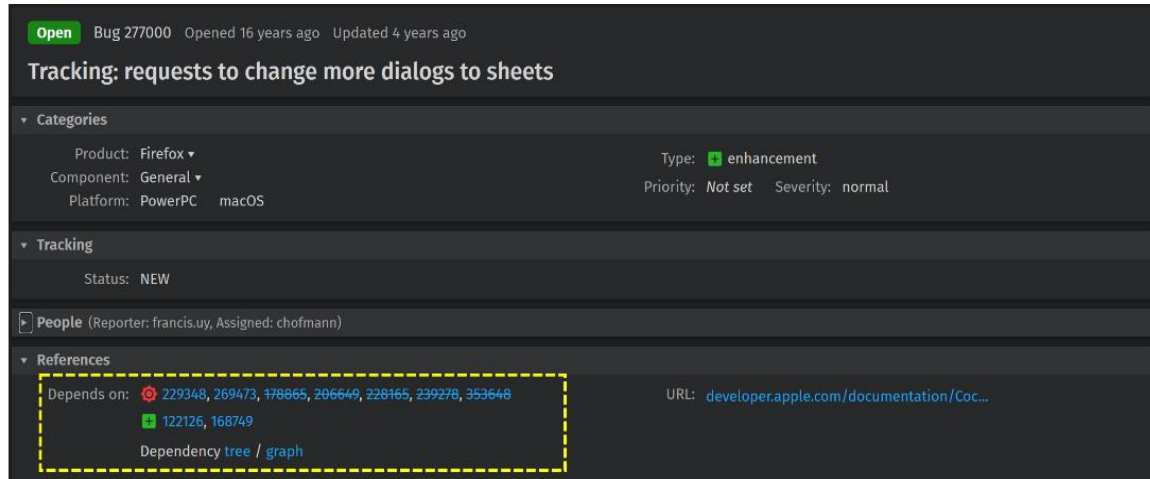 Open Bug 277000 Opened 16 years ago Updated 4 years ago
Tracking: requests to change more dialogs to sheets
Categories
Product: Firefox
Type: enhancement
Component: General
Priority: Not set Severity: normal
Platform: PowerPC macOS
Tracking
Status: NEW
People (Reporter: francis.uy, Assigned: chofmann)
References
Depends on: 229348, 269473, 178865, 206649, 228165, 239278, 353648
URL: developer.apple.com/documentation/Coc...
122126, 168749
Dependency tree / graph